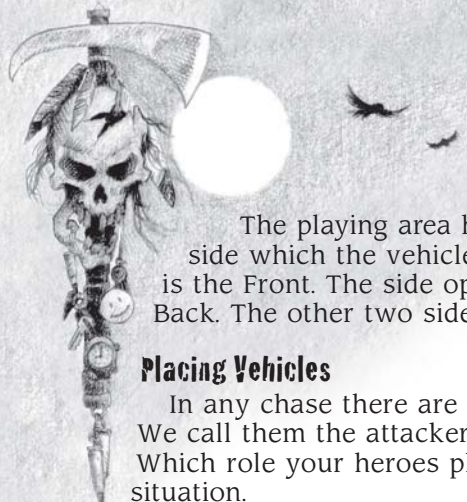 The playing area h
side which the vehicle
is the Front. The side op
Back. The other two side
Placing Vehicles
In any chase there are
We call them the attacker
Which role your heroes pl
situation.